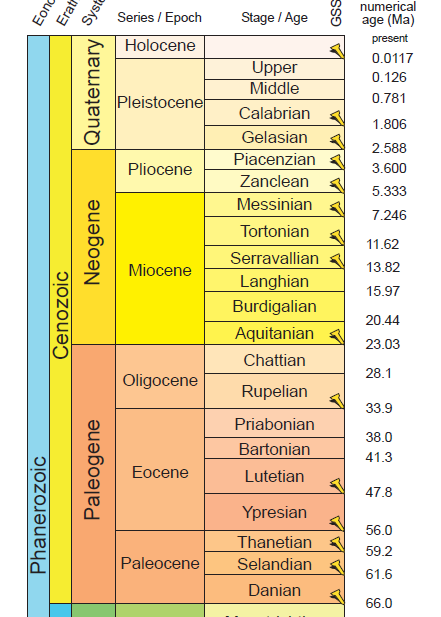 Eono
Erath
Syste
Series / Epoch
Stage / Age
GSS
numerical
age (Ma)
Phanerozoic
Cenozoic
Quaternary
Holocene
present
0.0117
Pleistocene
Upper
0.126
Middle
0.781
Calabrian
1.806
Gelasian
2.588
Neogene
Pliocene
Piacenzian
3.600
Zanclean
5.333
Miocene
Messinian
7.246
Tortonian
11.62
Serravallian
13.82
Langhian
15.97
Burdigalian
20.44
Aquitanian
23.03
Paleogene
Oligocene
Chattian
28.1
Rupelian
33.9
Eocene
Priabonian
38.0
Bartonian
41.3
Lutetian
47.8
Ypresian
56.0
Paleocene
Thanetian
59.2
Selandian
61.6
Danian
66.0